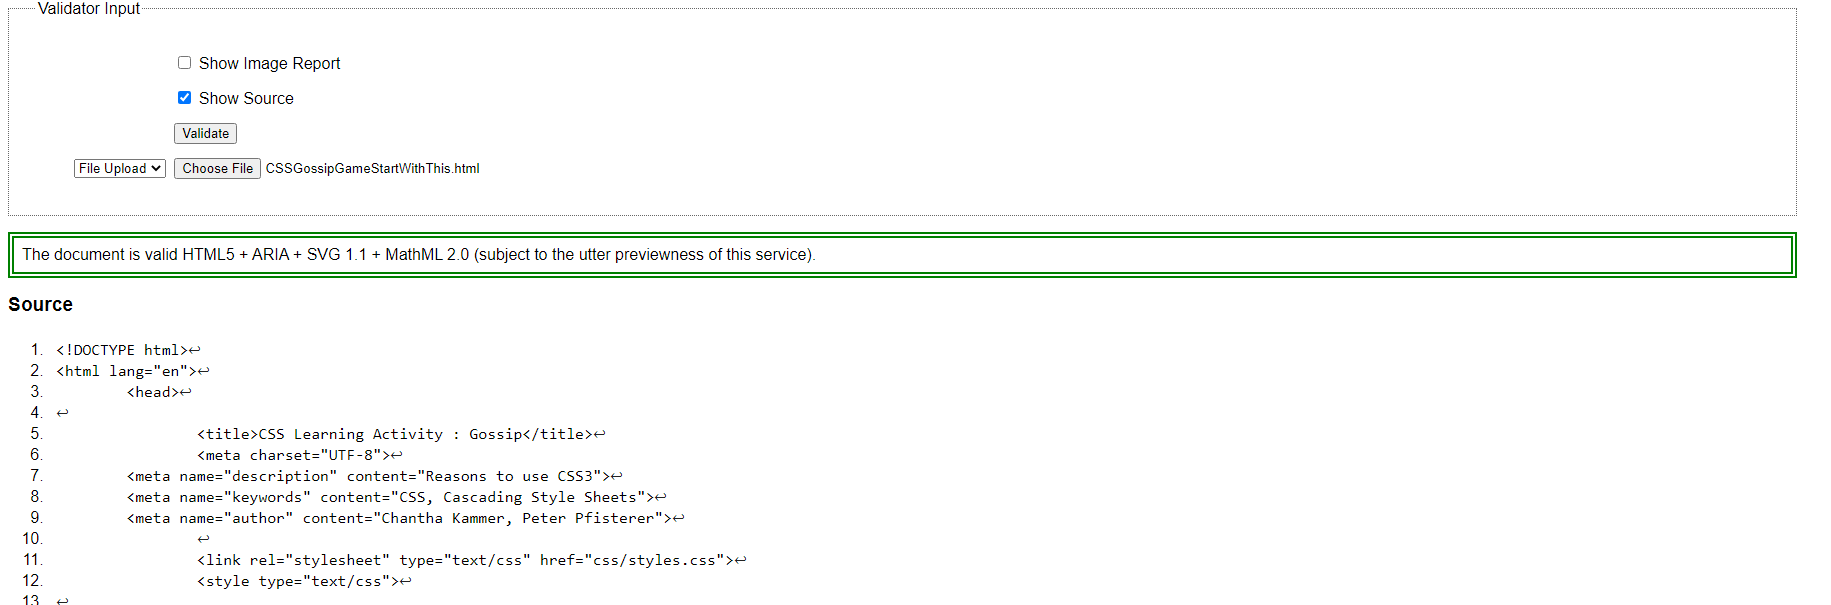 Validator Input
Show Image Report
Show Source
Validate
File Upload Choose File CSSGossipGameStartWithThis.html
The document is valid HTML5 + ARIA + SVG 1.1 + MathML 2.0 (subject to the utter previewness of this service).
Source
1. <!DOCTYPE html>↩
2. <html lang="en">↩
3. <head>↩
4. ↩
5. <title>CSS Learning Activity : Gossip</title>↩
6. <meta charset="UTF-8">↩
7. <meta name="description" content="Reasons to use CSS3">↩
8. <meta name="keywords" content="CSS, Cascading Style Sheets">↩
9. <meta name="author" content="Chantha Kammer, Peter Pfisterer">↩
10. ↩
11. <link rel="stylesheet" type="text/css" href="css/styles.css">↩
12. <style type="text/css">↩
13. ↩